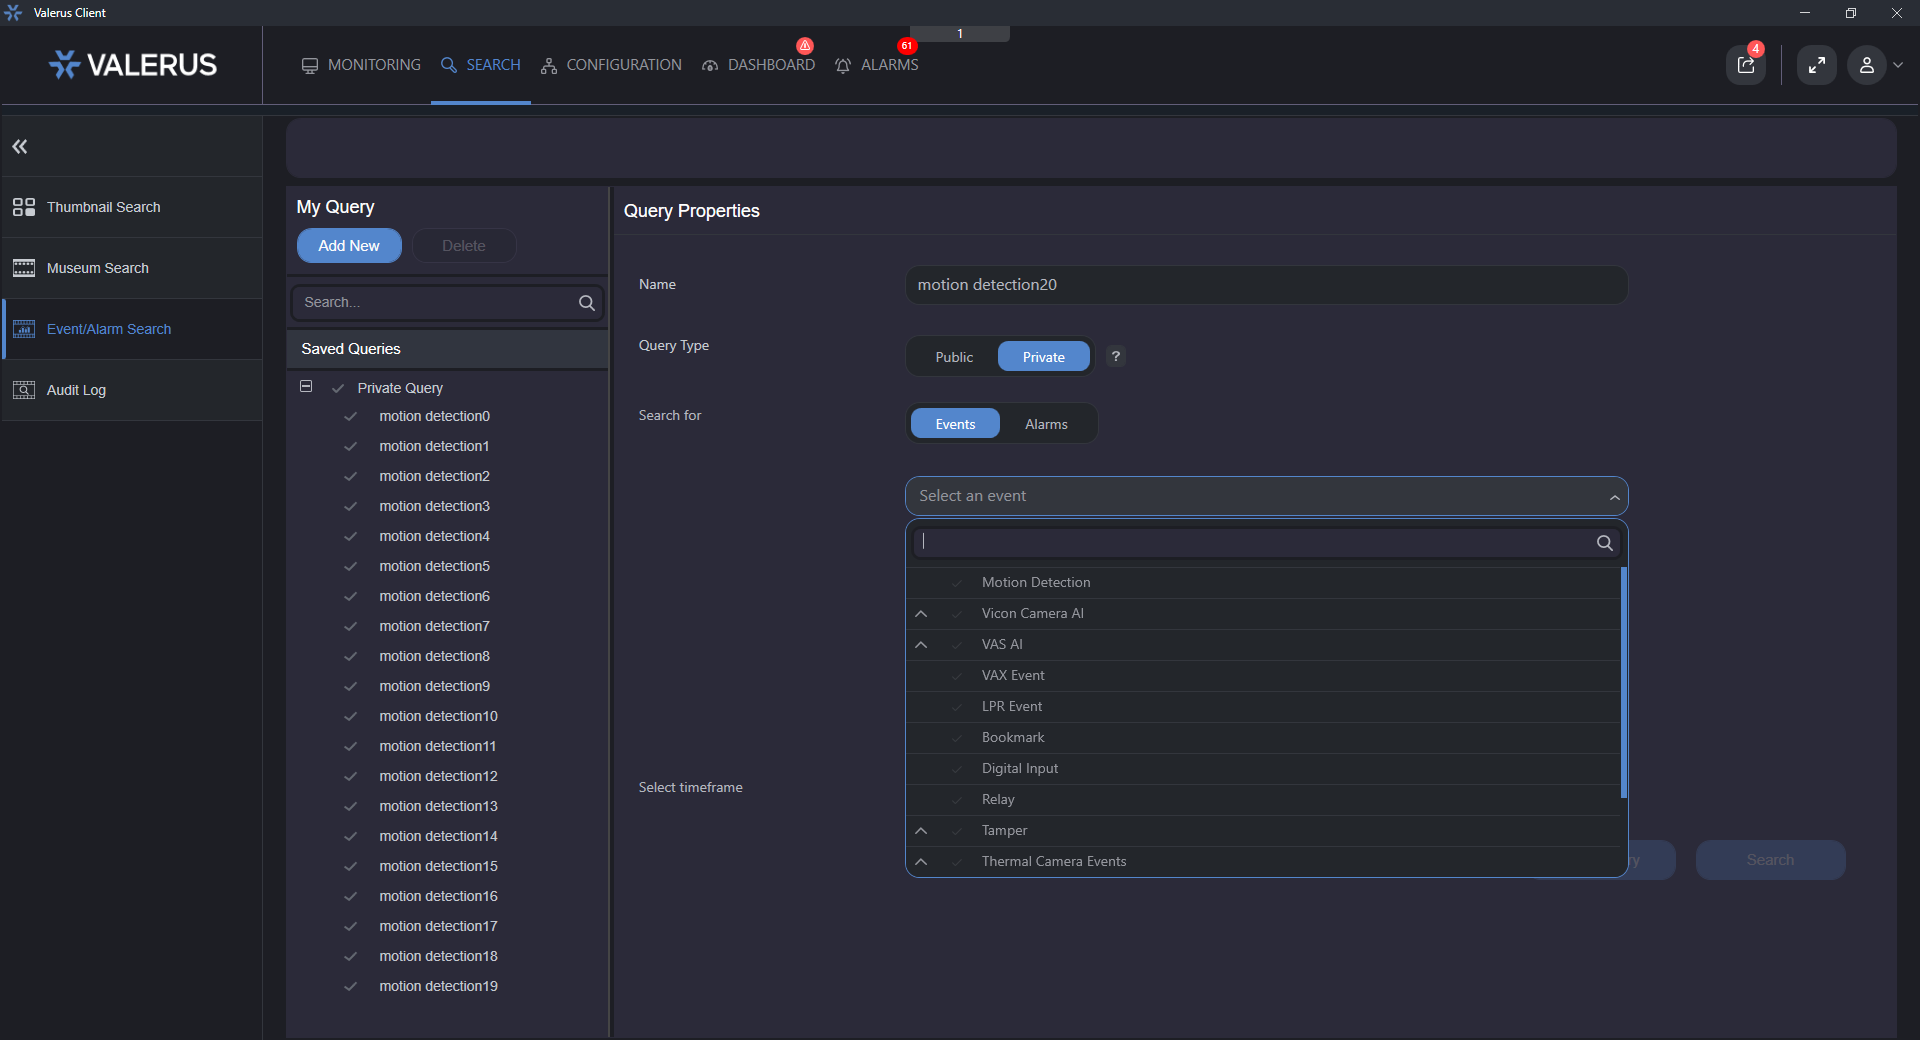 Valerus Client
1
VALERUS
MONITORING
SEARCH
CONFIGURATION
DASHBOARD
61
ALARMS
4
Thumbnail Search
Museum Search
Event/Alarm Search
Audit Log
My Query
Add New
Delete
Search...
Saved Queries
Private Query
motion detection0
motion detection1
motion detection2
motion detection3
motion detection4
motion detection5
motion detection6
motion detection7
motion detection8
motion detection9
motion detection10
motion detection11
motion detection12
motion detection13
motion detection14
motion detection15
motion detection16
motion detection17
motion detection18
motion detection19
Query Properties
Name
motion detection20
Query Type
Public
Private
?
Search for
Events
Alarms
Select an event
Motion Detection
Vicon Camera AI
VAS AI
VAX Event
LPR Event
Bookmark
Digital Input
Relay
Tamper
Thermal Camera Events
Select timeframe
Search